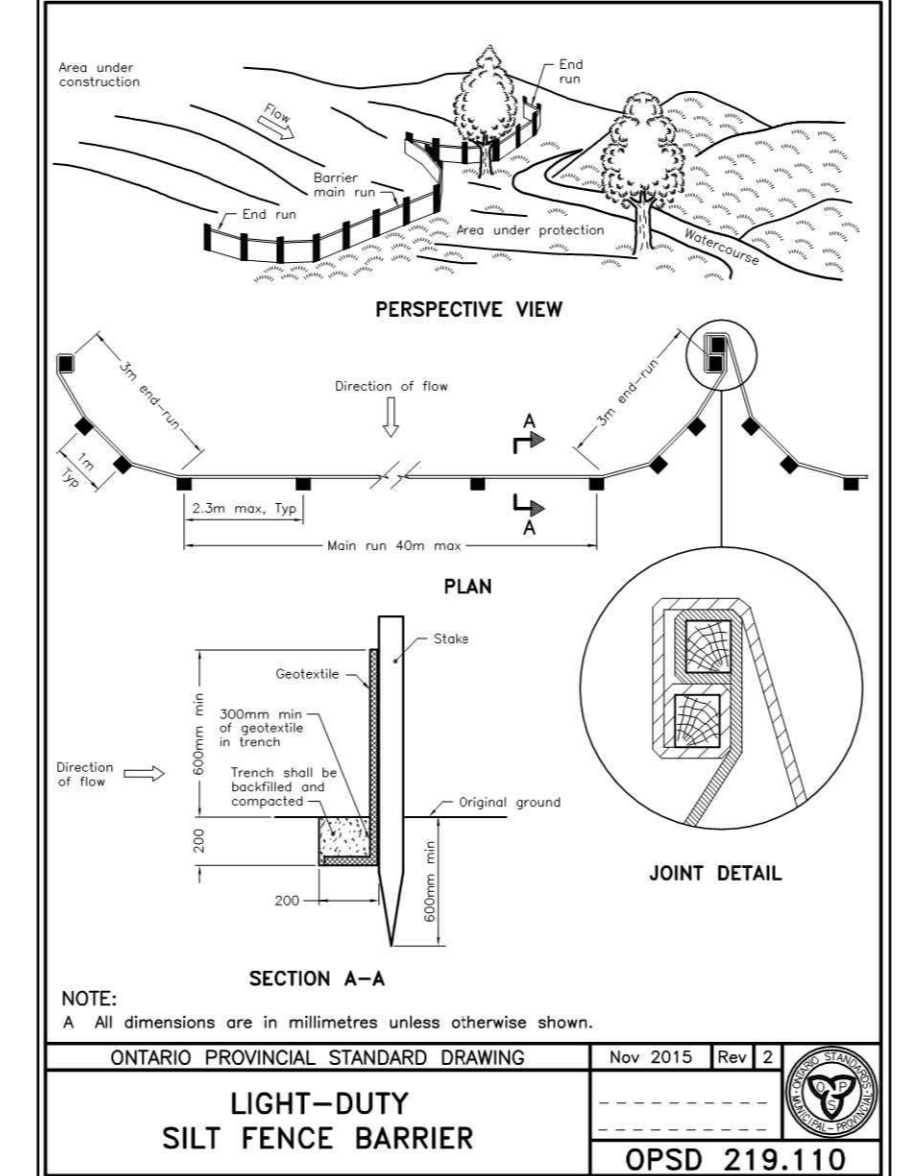 Area under
construction
Flow
End
run
Barrier
main run
End run
Area under protection
Watercourse
PERSPECTIVE VIEW
3m end-run
Direction of flow
3m end-run
A
1m
Typ
2.3m max, Typ
A
Main run 40m max
PLAN
Stake
Geotextile
600mm min
300mm min
of geotextile
in trench
Direction
of flow
Trench shall be
backfilled and
compacted
Original ground
200
200
600mm min
JOINT DETAIL
SECTION A-A
NOTE:
A All dimensions are in millimetres unless otherwise shown.
ONTARIO PROVINCIAL STANDARD DRAWING
Nov 2015
Rev
2
LIGHT-DUTY
SILT FENCE BARRIER
ONTARIO STANDARDS
MUNICIPAL - PROVINCIAL
O P
S
OPSD 219.110